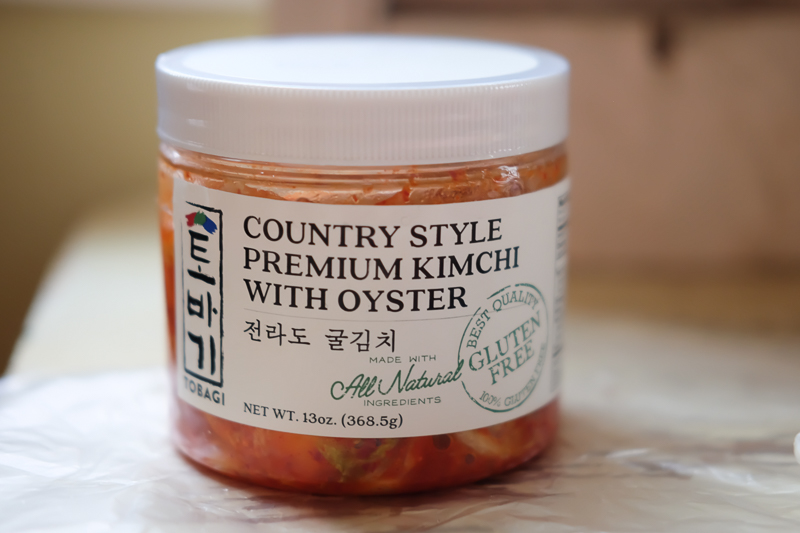 토바기
TOBAGI
COUNTRY STYLE
PREMIUM KIMCHI
WITH OYSTER
전라도 굴김치
MADE WITH
All Natural
INGREDIENTS
NET WT. 13oz. (368.5g)
BEST QUALITY
GLUTEN
FREE
100% GLUTEN FREE